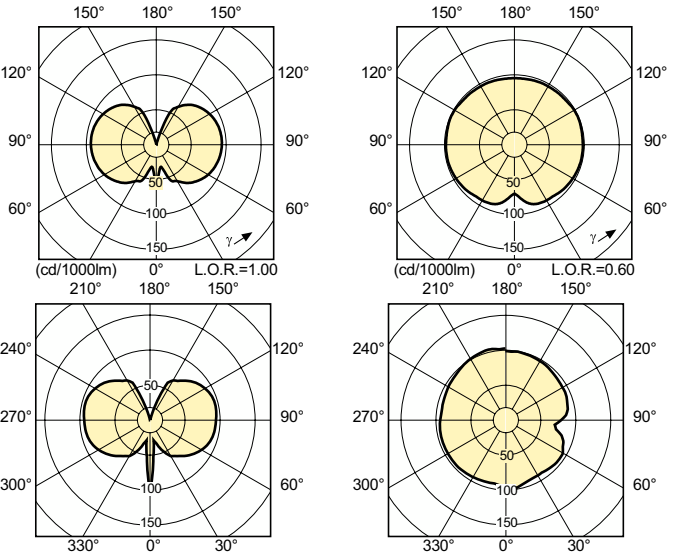 150° 180° 150° 150° 180° 150°
120° 120° 120° 120°
90° 90° 90° 90°
50 50
60° 60° 60° 60°
100 100
γ γ
150 150
(cd/1000lm) 0° L.O.R.=1.00 (cd/1000lm) 0° L.O.R.=0.60
210° 180° 150° 210° 180° 150°
240° 120° 240° 120°
50
270° 90° 270° 90°
50
300° 100 60° 300° 100 60°
150 150
330° 0° 30° 330° 0° 30°